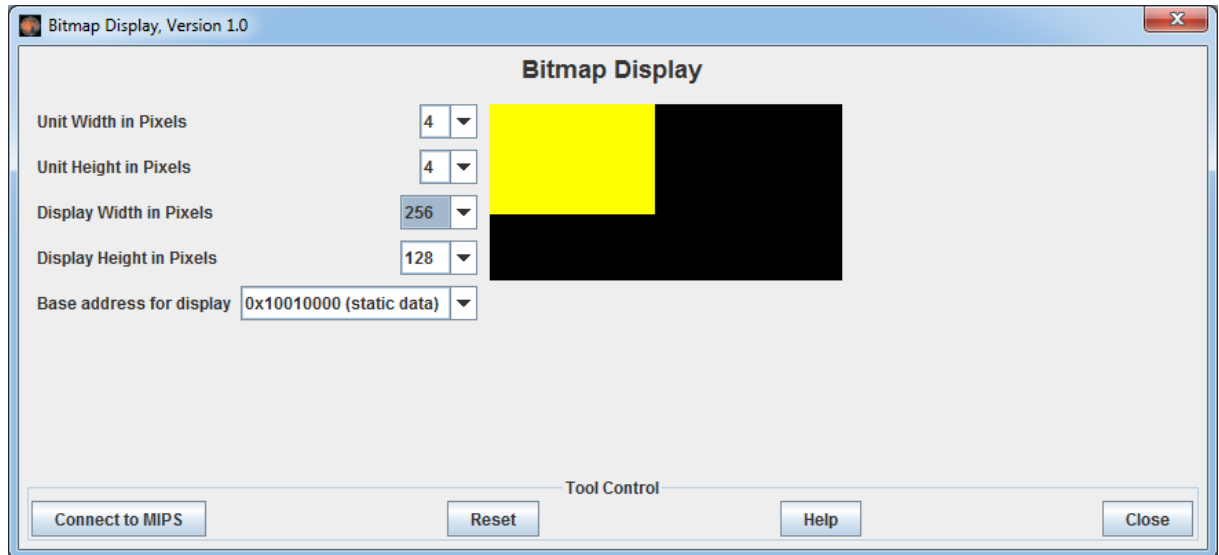 Bitmap Display, Version 1.0
Bitmap Display
Unit Width in Pixels 4
Unit Height in Pixels 4
Display Width in Pixels 256
Display Height in Pixels 128
Base address for display 0x10010000 (static data)
Tool Control
Connect to MIPS Reset Help Close